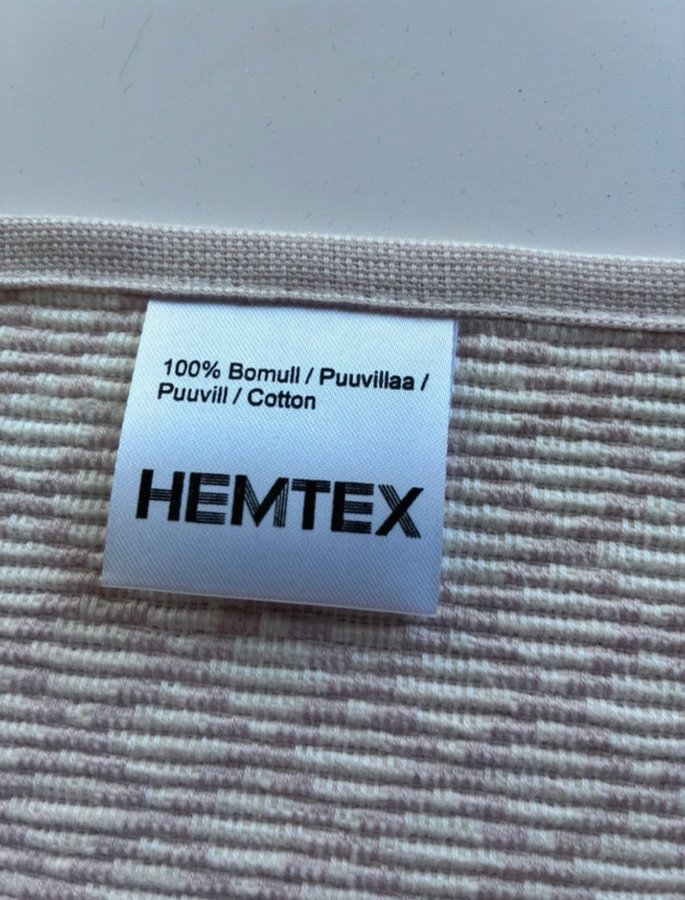 100% Bomull / Puuvillaa /
Puuvill / Cotton
HEMTEX